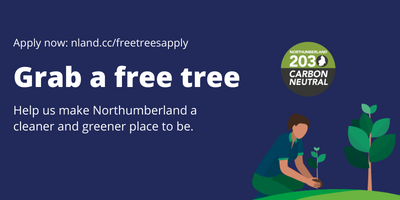 Apply now: nland.cc/freetreesapply
Grab a free tree
Help us make Northumberland a
cleaner and greener place to be.
NORTHUMBERLAND
2030
CARBON
NEUTRAL